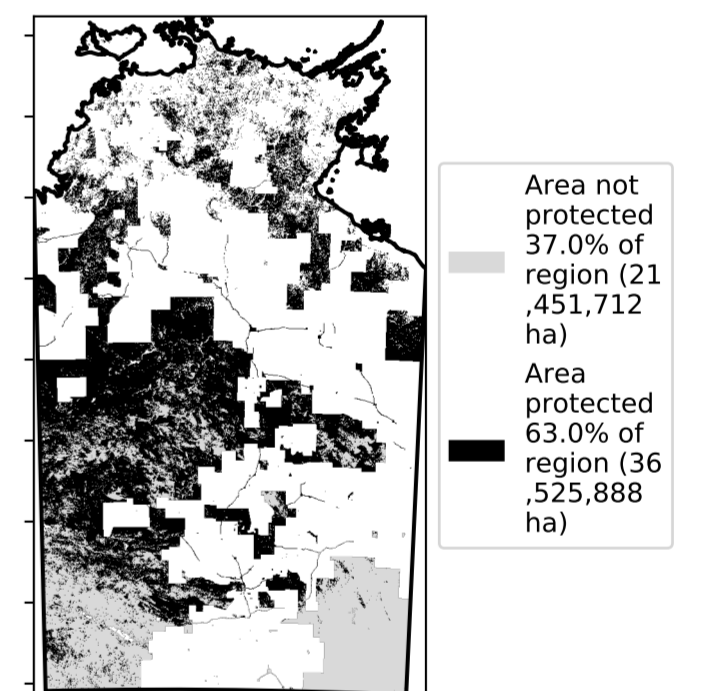 Area not
protected
37.0% of
region (21
,451,712
ha)
Area
protected
63.0% of
region (36
,525,888
ha)